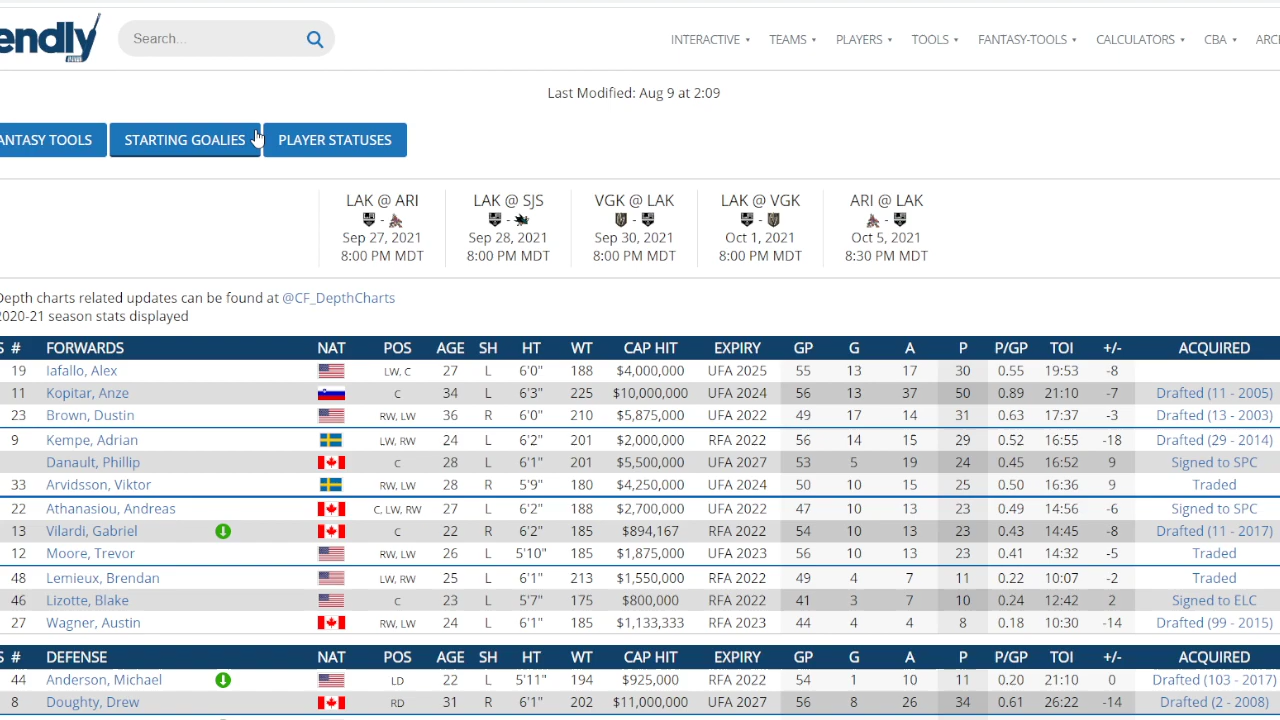 endly Search... INTERACTIVE TEAMS PLAYERS TOOLS FANTASY-TOOLS CALCULATORS CBA ARC
Last Modified: Aug 9 at 2:09
ANTASY TOOLS STARTING GOALIES PLAYER STATUSES
LAK @ ARI LAK @ SJS VGK @ LAK LAK @ VGK ARI @ LAK
- - - - -
Sep 27, 2021 Sep 28, 2021 Sep 30, 2021 Oct 1, 2021 Oct 5, 2021
8:00 PM MDT 8:00 PM MDT 8:00 PM MDT 8:00 PM MDT 8:30 PM MDT
Depth charts related updates can be found at @CF_DepthCharts
2020-21 season stats displayed
S # FORWARDS NAT POS AGE SH HT WT CAP HIT EXPIRY GP G A P P/GP TOI +/- ACQUIRED
19 Iafallo, Alex LW, C 27 L 6'0" 188 $4,000,000 UFA 2025 55 13 17 30 0.55 19:53 -8
11 Kopitar, Anze C 34 L 6'3" 225 $10,000,000 UFA 2024 56 13 37 50 0.89 21:10 -7 Drafted (11 - 2005)
23 Brown, Dustin RW, LW 36 R 6'0" 210 $5,875,000 UFA 2022 49 17 14 31 0.63 17:37 -3 Drafted (13 - 2003)
9 Kempe, Adrian LW, RW 24 L 6'2" 201 $2,000,000 RFA 2022 56 14 15 29 0.52 16:55 -18 Drafted (29 - 2014)
Danault, Phillip C 28 L 6'1" 201 $5,500,000 UFA 2027 53 5 19 24 0.45 16:52 9 Signed to SPC
33 Arvidsson, Viktor RW, LW 28 R 5'9" 180 $4,250,000 UFA 2024 50 10 15 25 0.50 16:36 9 Traded
22 Athanasiou, Andreas C, LW, RW 27 L 6'2" 188 $2,700,000 UFA 2022 47 10 13 23 0.49 14:56 -6 Signed to SPC
13 Vilardi, Gabriel C 22 R 6'2" 185 $894,167 RFA 2022 54 10 13 23 0.43 14:45 -8 Drafted (11 - 2017)
12 Moore, Trevor RW, LW 26 L 5'10" 185 $1,875,000 UFA 2023 56 10 13 23 0.41 14:32 -5 Traded
48 Lemieux, Brendan LW, RW 25 L 6'1" 213 $1,550,000 RFA 2022 49 4 7 11 0.22 10:07 -2 Traded
46 Lizotte, Blake C 23 L 5'7" 175 $800,000 RFA 2022 41 3 7 10 0.24 12:42 2 Signed to ELC
27 Wagner, Austin RW, LW 24 L 6'1" 185 $1,133,333 RFA 2023 44 4 4 8 0.18 10:30 -14 Drafted (99 - 2015)
S # DEFENSE NAT POS AGE SH HT WT CAP HIT EXPIRY GP G A P P/GP TOI +/- ACQUIRED
44 Anderson, Michael LD 22 L 5'11" 194 $925,000 RFA 2022 54 1 10 11 0.20 21:10 0 Drafted (103 - 2017)
8 Doughty, Drew RD 31 R 6'1" 202 $11,000,000 UFA 2027 56 8 26 34 0.61 26:22 -14 Drafted (2 - 2008)